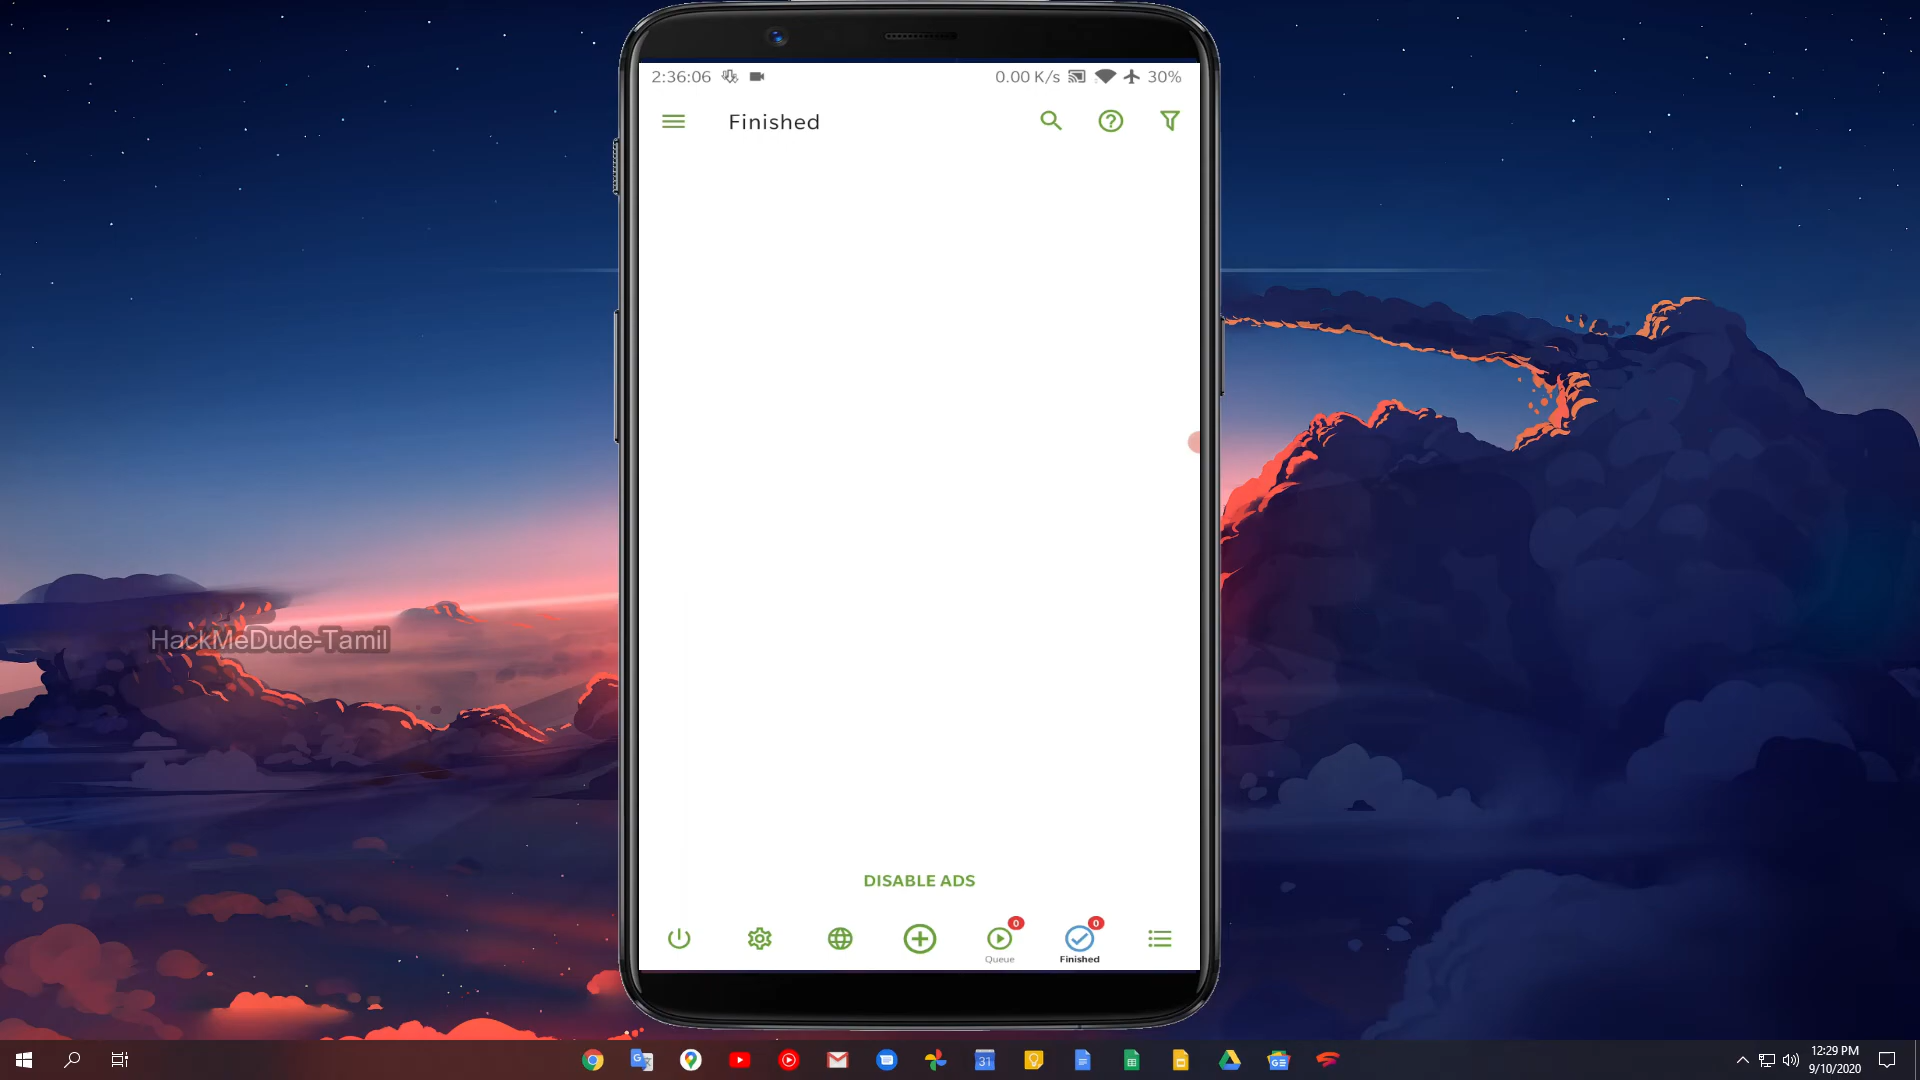 2:36:06
0.00 K/s 30%
Finished
HackMeDude-Tamil
DISABLE ADS
0
0
Queue
Finished
31
12:29 PM
9/10/2020